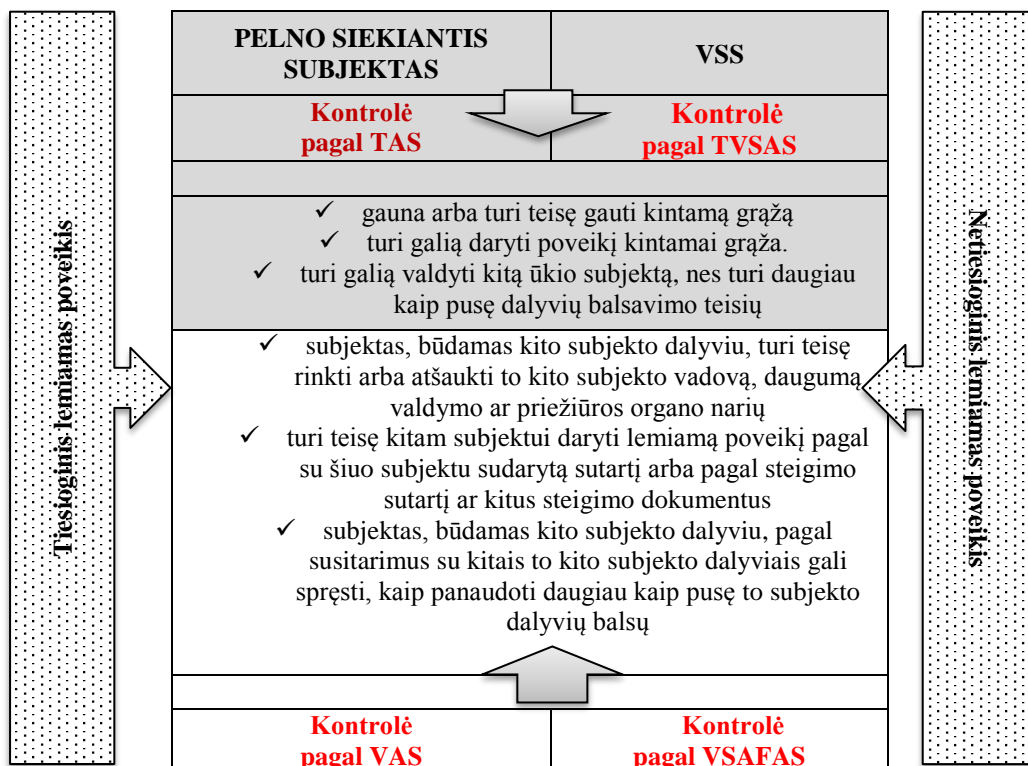 Tiesioginis lemiamas poveikis
PELNO SIEKIANTIS
SUBJEKTAS
VSS
Kontrolė
pagal TAS
Kontrolė
pagal TVSAS
✓ gauna arba turi teisę gauti kintamą grąžą
✓ turi galią daryti poveikį kintamai grąža.
✓ turi galią valdyti kitą ūkio subjektą, nes turi daugiau
kaip pusę dalyvių balsavimo teisių
✓ subjektas, būdamas kito subjekto dalyviu, turi teisę
rinkti arba atšaukti to kito subjekto vadovą, daugumą
valdymo ar priežiūros organo narių
✓ turi teisę kitam subjektui daryti lemiamą poveikį pagal
su šiuo subjektu sudarytą sutartį arba pagal steigimo
sutartį ar kitus steigimo dokumentus
✓ subjektas, būdamas kito subjekto dalyviu, pagal
susitarimus su kitais to kito subjekto dalyviais gali
spręsti, kaip panaudoti daugiau kaip pusę to subjekto
dalyvių balsų
Kontrolė
pagal VAS
Kontrolė
pagal VSAFAS
Netiesioginis lemiamas poveikis